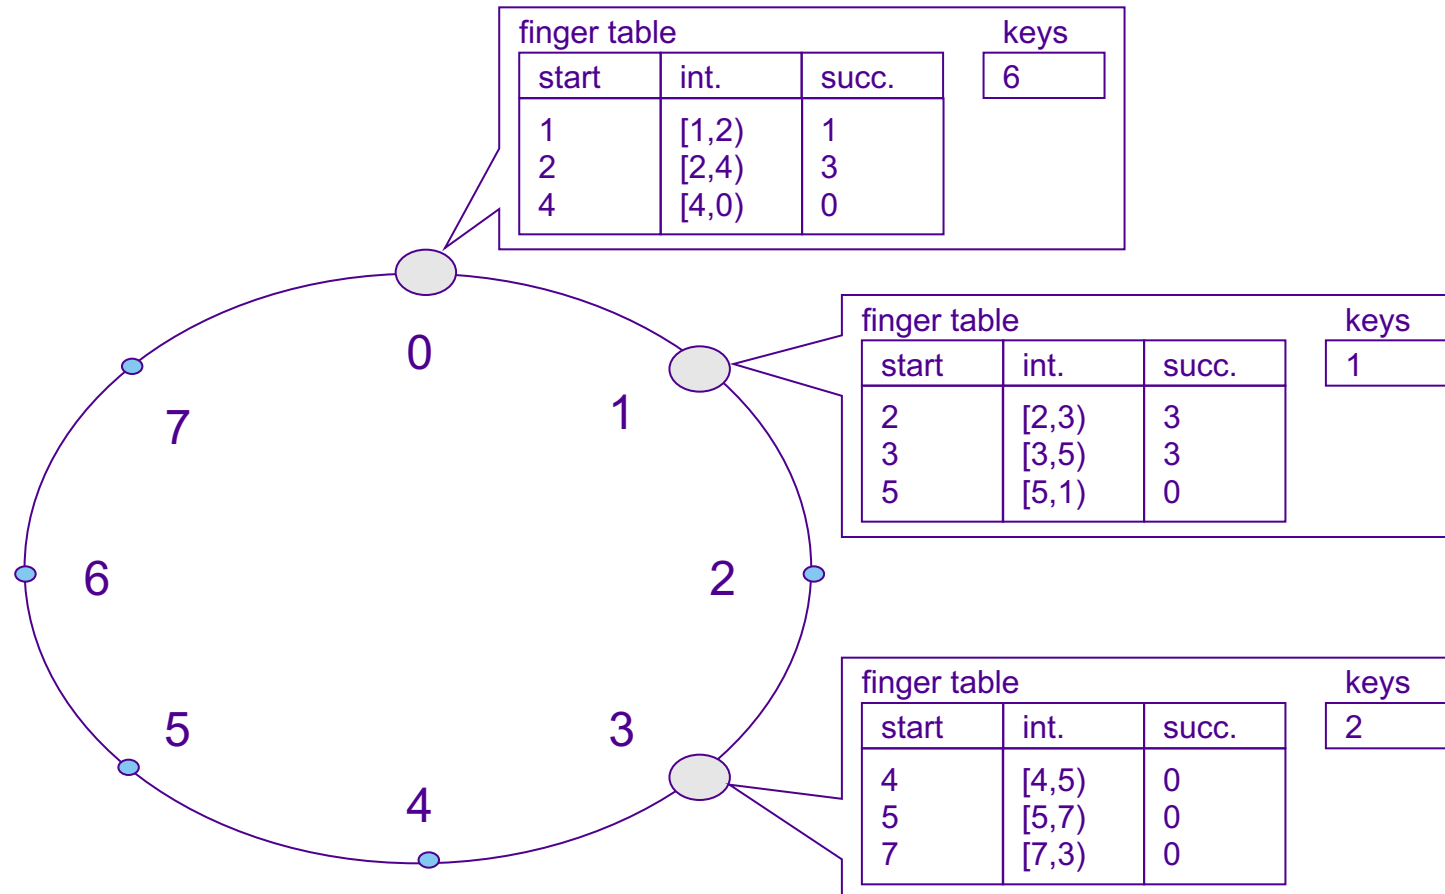 finger table keys
start int. succ. 6
1 [1,2) 1
2 [2,4) 3
4 [4,0) 0
finger table keys
start int. succ. 1
2 [2,3) 3
3 [3,5) 3
5 [5,1) 0
finger table keys
start int. succ. 2
4 [4,5) 0
5 [5,7) 0
7 [7,3) 0
0
1
2
3
4
5
6
7